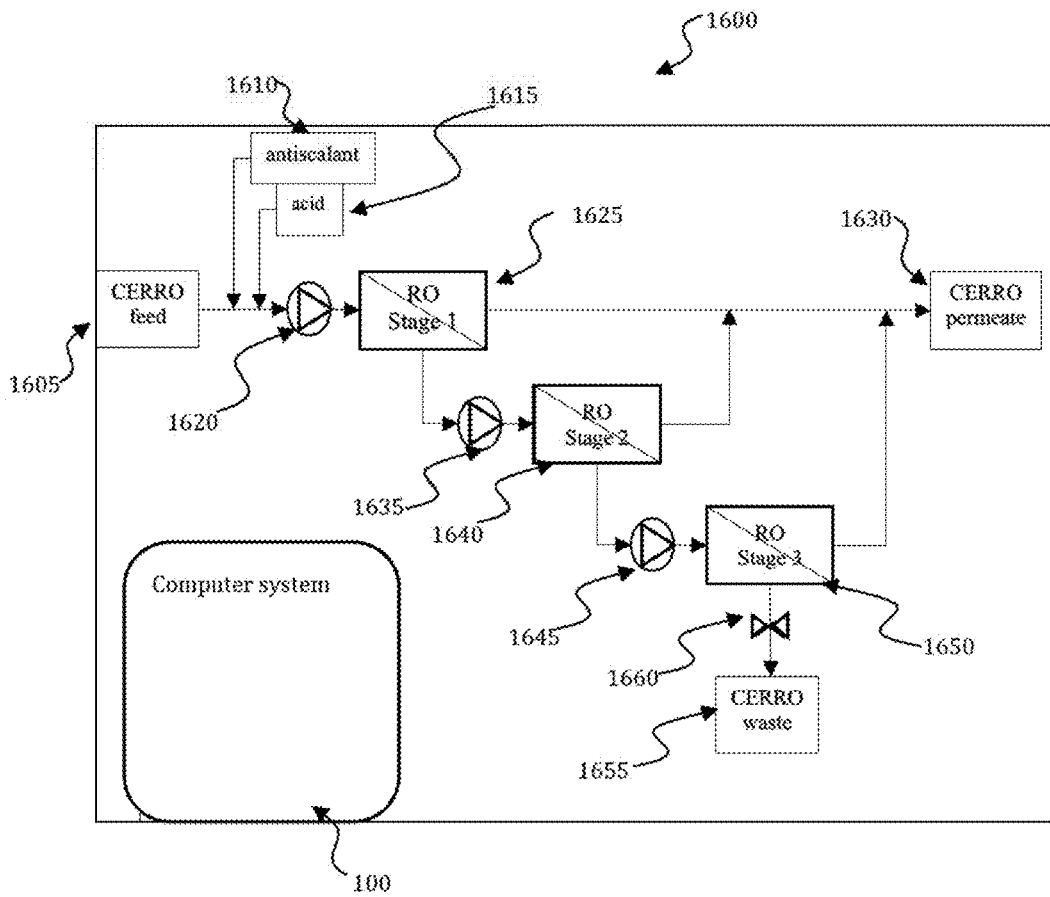 1600
1610
1615
antiscalant
acid
1625
1630
CERRO
feed
RO
Stage 1
CERRO
permeate
1605
1620
RO
Stage 2
1635
1640
RO
Stage 3
Computer system
1645
1660
1650
CERRO
waste
1655
100